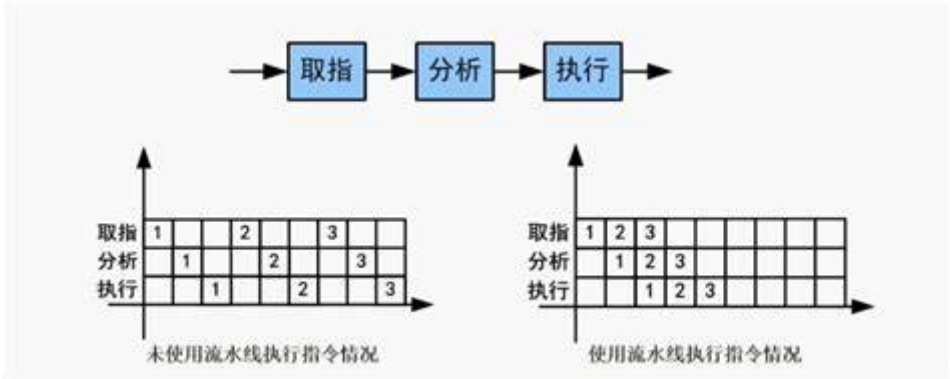 取指 分析 执行
取指 1 2 3
分析 1 2 3
执行 1 2 3
未使用流水线执行指令情况
取指 1 2 3
分析 1 2 3
执行 1 2 3
使用流水线执行指令情况